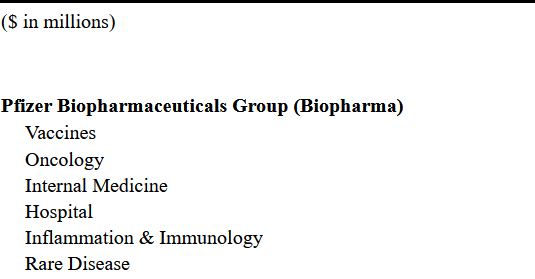 ($ in millions)
Pfizer Biopharmaceuticals Group (Biopharma)
Vaccines
Oncology
Internal Medicine
Hospital
Inflammation & Immunology
Rare Disease